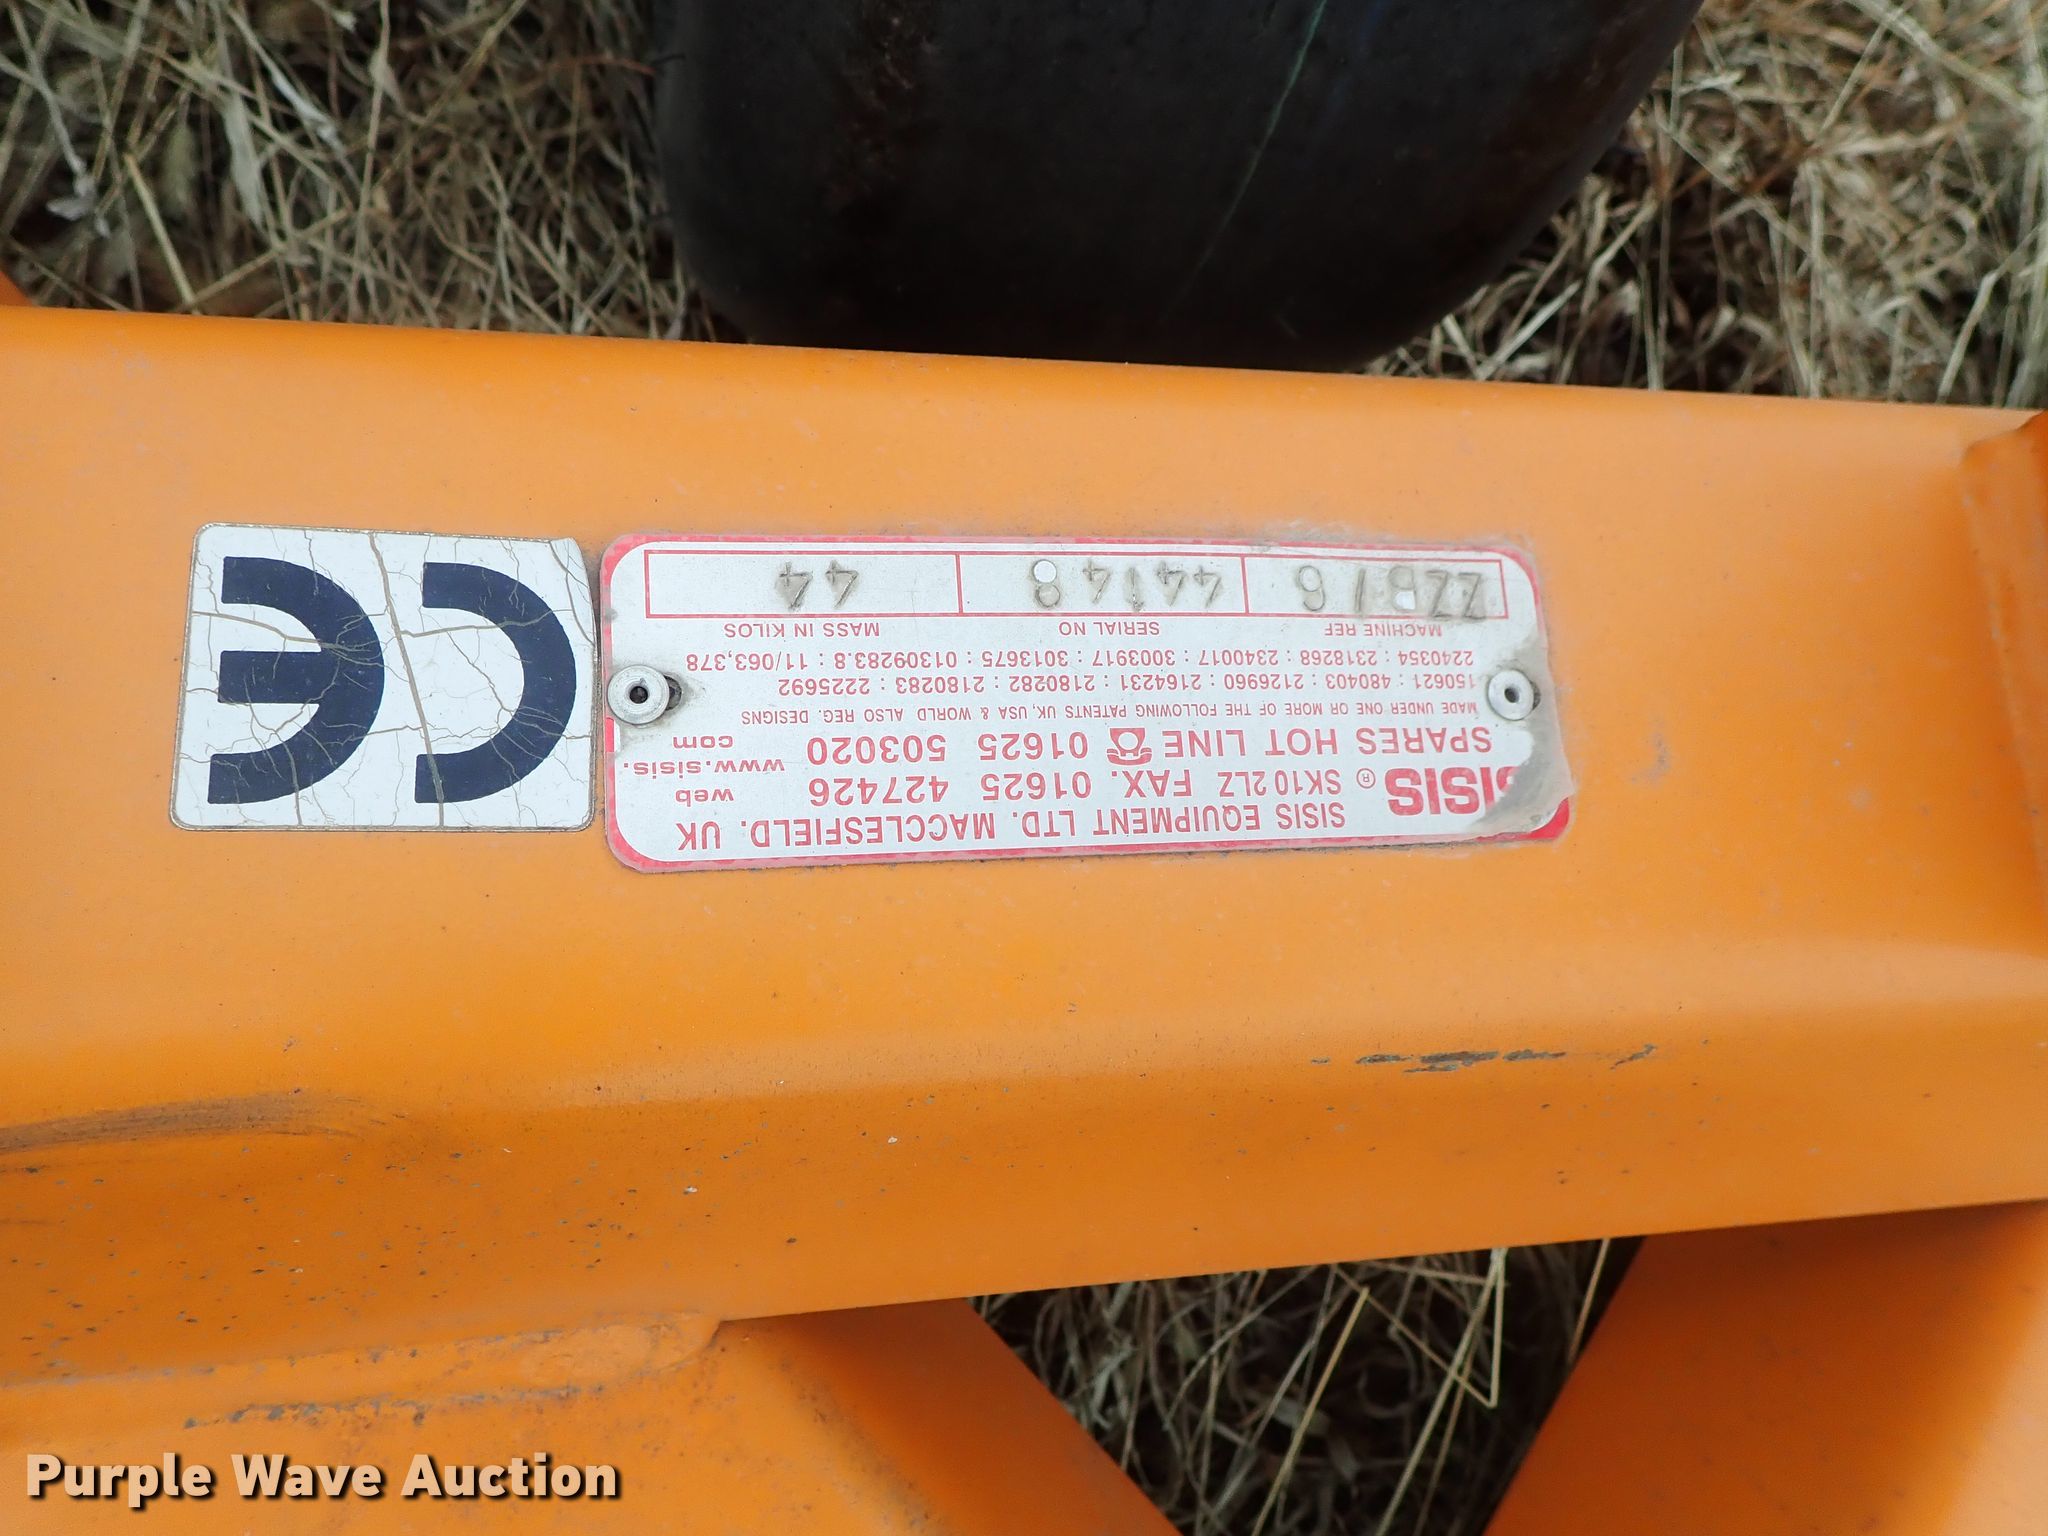 SISIS EQUIPMENT LTD. MACCLESFIELD. UK
SISIS ® SK10 2LZ FAX. 01625 427426 web www.sisis.com
SPARES HOT LINE 01625 503020
MADE UNDER ONE OR MORE OF THE FOLLOWING PATENTS UK, USA & WORLD ALSO REG. DESIGNS
150621 : 480403 : 2126960 : 2164231 : 2180282 : 2180283 : 2225692
2240354 : 2318268 : 2340017 : 3003917 : 3013675 : 01309283.8 : 11/063,378
MACHINE REF SERIAL NO MASS IN KILOS
44148 44
CE
Purple Wave Auction